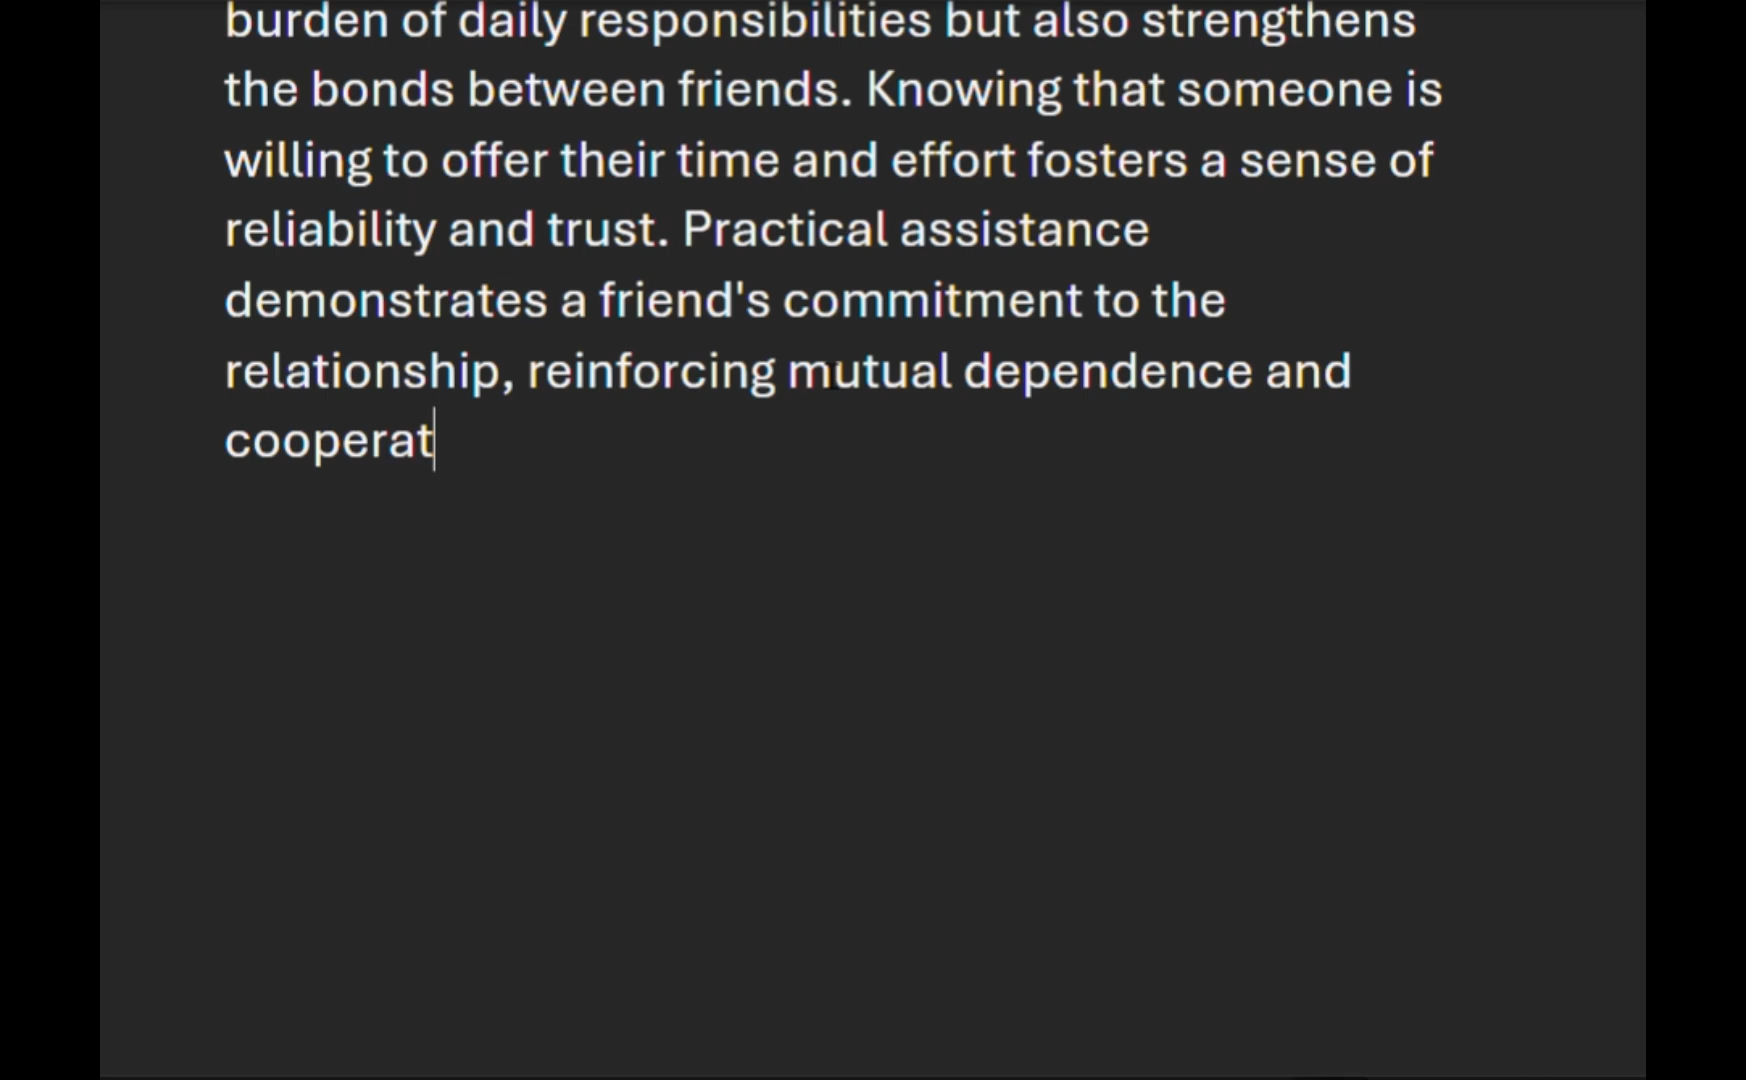 burden of daily responsibilities but also strengthens
the bonds between friends. Knowing that someone is
willing to offer their time and effort fosters a sense of
reliability and trust. Practical assistance
demonstrates a friend's commitment to the
relationship, reinforcing mutual dependence and
cooperat